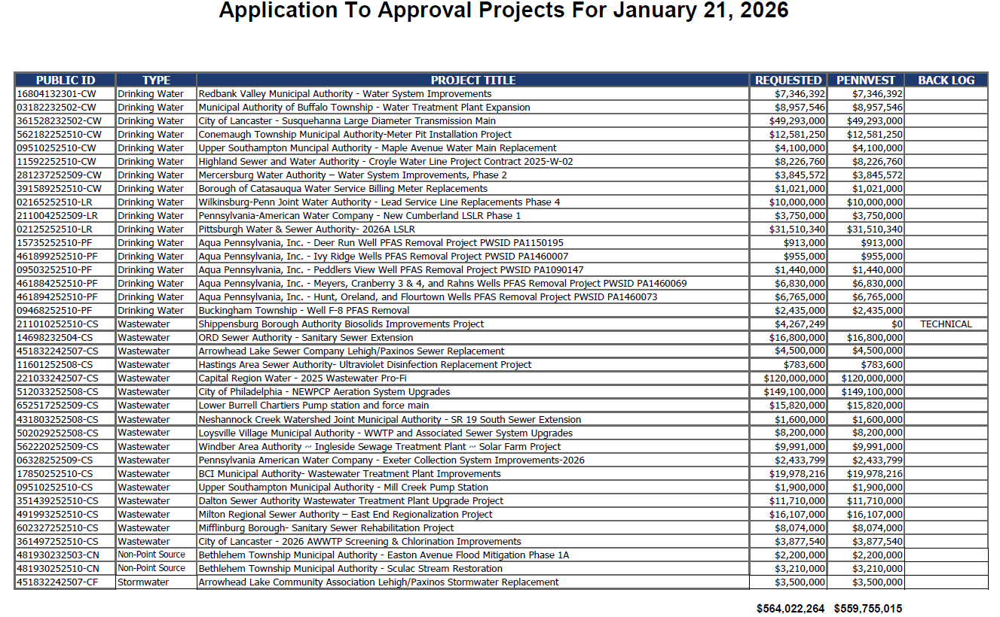 Application To Approval Projects For January 21, 2026
PUBLIC ID TYPE PROJECT TITLE REQUESTED PENNVEST BACK LOG
16804132301-CW Drinking Water Redbank Valley Municipal Authority - Water System Improvements $7,346,392 $7,346,392
03182232502-CW Drinking Water Municipal Authority of Buffalo Township - Water Treatment Plant Expansion $8,957,546 $8,957,546
361528232502-CW Drinking Water City of Lancaster - Susquehanna Large Diameter Transmission Main $49,293,000 $49,293,000
562182252510-CW Drinking Water Conemaugh Township Municipal Authority-Meter Pit Installation Project $12,581,250 $12,581,250
09510252510-CW Drinking Water Upper Southampton Muncipal Authority - Maple Avenue Water Main Replacement $4,100,000 $4,100,000
11592252510-CW Drinking Water Highland Sewer and Water Authority - Croyle Water Line Project Contract 2025-W-02 $8,226,760 $8,226,760
281237252509-CW Drinking Water Mercersburg Water Authority – Water System Improvements, Phase 2 $3,845,572 $3,845,572
391589252510-CW Drinking Water Borough of Catasauqua Water Service Billing Meter Replacements $1,021,000 $1,021,000
02165252510-LR Drinking Water Wilkinsburg-Penn Joint Water Authority - Lead Service Line Replacements Phase 4 $10,000,000 $10,000,000
211004252509-LR Drinking Water Pennsylvania-American Water Company - New Cumberland LSLR Phase 1 $3,750,000 $3,750,000
02125252510-LR Drinking Water Pittsburgh Water & Sewer Authority- 2026A LSLR $31,510,340 $31,510,340
15735252510-PF Drinking Water Aqua Pennsylvania, Inc. - Deer Run Well PFAS Removal Project PWSID PA1150195 $913,000 $913,000
461899252510-PF Drinking Water Aqua Pennsylvania, Inc. - Ivy Ridge Wells PFAS Removal Project PWSID PA1460007 $955,000 $955,000
09503252510-PF Drinking Water Aqua Pennsylvania, Inc. - Peddlers View Well PFAS Removal Project PWSID PA1090147 $1,440,000 $1,440,000
461884252510-PF Drinking Water Aqua Pennsylvania, Inc. - Meyers, Cranberry 3 & 4, and Rahns Wells PFAS Removal Project PWSID PA1460069 $6,830,000 $6,830,000
461894252510-PF Drinking Water Aqua Pennsylvania, Inc. - Hunt, Oreland, and Flourtown Wells PFAS Removal Project PWSID PA1460073 $6,765,000 $6,765,000
09468252510-PF Drinking Water Buckingham Township - Well F-8 PFAS Removal $2,435,000 $2,435,000
211010252510-CS Wastewater Shippensburg Borough Authority Biosolids Improvements Project $4,267,249 $0 TECHNICAL
14698232504-CS Wastewater ORD Sewer Authority - Sanitary Sewer Extension $16,800,000 $16,800,000
451832242507-CS Wastewater Arrowhead Lake Sewer Company Lehigh/Paxinos Sewer Replacement $4,500,000 $4,500,000
11601252508-CS Wastewater Hastings Area Sewer Authority- Ultraviolet Disinfection Replacement Project $783,600 $783,600
221033242507-CS Wastewater Capital Region Water - 2025 Wastewater Pro-Fi $120,000,000 $120,000,000
512033252508-CS Wastewater City of Philadelphia - NEWPCP Aeration System Upgrades $149,100,000 $149,100,000
652517252509-CS Wastewater Lower Burrell Chartiers Pump station and force main $15,820,000 $15,820,000
431803252508-CS Wastewater Neshannock Creek Watershed Joint Municipal Authority - SR 19 South Sewer Extension $1,600,000 $1,600,000
502029252508-CS Wastewater Loysville Village Municipal Authority - WWTP and Associated Sewer System Upgrades $8,200,000 $8,200,000
562220252509-CS Wastewater Windber Area Authority ~ Ingleside Sewage Treatment Plant ~ Solar Farm Project $9,991,000 $9,991,000
06328252509-CS Wastewater Pennsylvania American Water Company - Exeter Collection System Improvements-2026 $2,433,799 $2,433,799
17850252510-CS Wastewater BCI Municipal Authority- Wastewater Treatment Plant Improvements $19,978,216 $19,978,216
09510252510-CS Wastewater Upper Southampton Municipal Authority - Mill Creek Pump Station $1,900,000 $1,900,000
351439252510-CS Wastewater Dalton Sewer Authority Wastewater Treatment Plant Upgrade Project $11,710,000 $11,710,000
491993252510-CS Wastewater Milton Regional Sewer Authority – East End Regionalization Project $16,107,000 $16,107,000
602327252510-CS Wastewater Mifflinburg Borough- Sanitary Sewer Rehabilitation Project $8,074,000 $8,074,000
361497252510-CS Wastewater City of Lancaster - 2026 AWWTP Screening & Chlorination Improvements $3,877,540 $3,877,540
481930232503-CN Non-Point Source Bethlehem Township Municipal Authority - Easton Avenue Flood Mitigation Phase 1A $2,200,000 $2,200,000
481930252510-CN Non-Point Source Bethlehem Township Municipal Authority - Sculac Stream Restoration $3,210,000 $3,210,000
451832242507-CF Stormwater Arrowhead Lake Community Association Lehigh/Paxinos Stormwater Replacement $3,500,000 $3,500,000
$564,022,264 $559,755,015